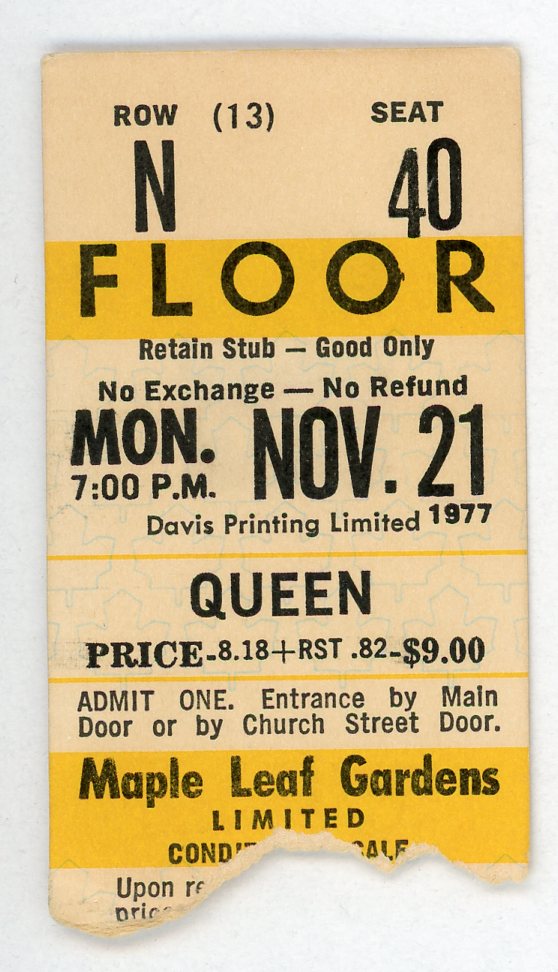 ROW (13) SEAT
N 40
FLOOR
Retain Stub — Good Only
No Exchange — No Refund
MON. NOV. 21
7:00 P.M.
Davis Printing Limited 1977
QUEEN
PRICE-8.18+RST .82-$9.00
ADMIT ONE. Entrance by Main
Door or by Church Street Door.
Maple Leaf Gardens
LIMITED
Upon